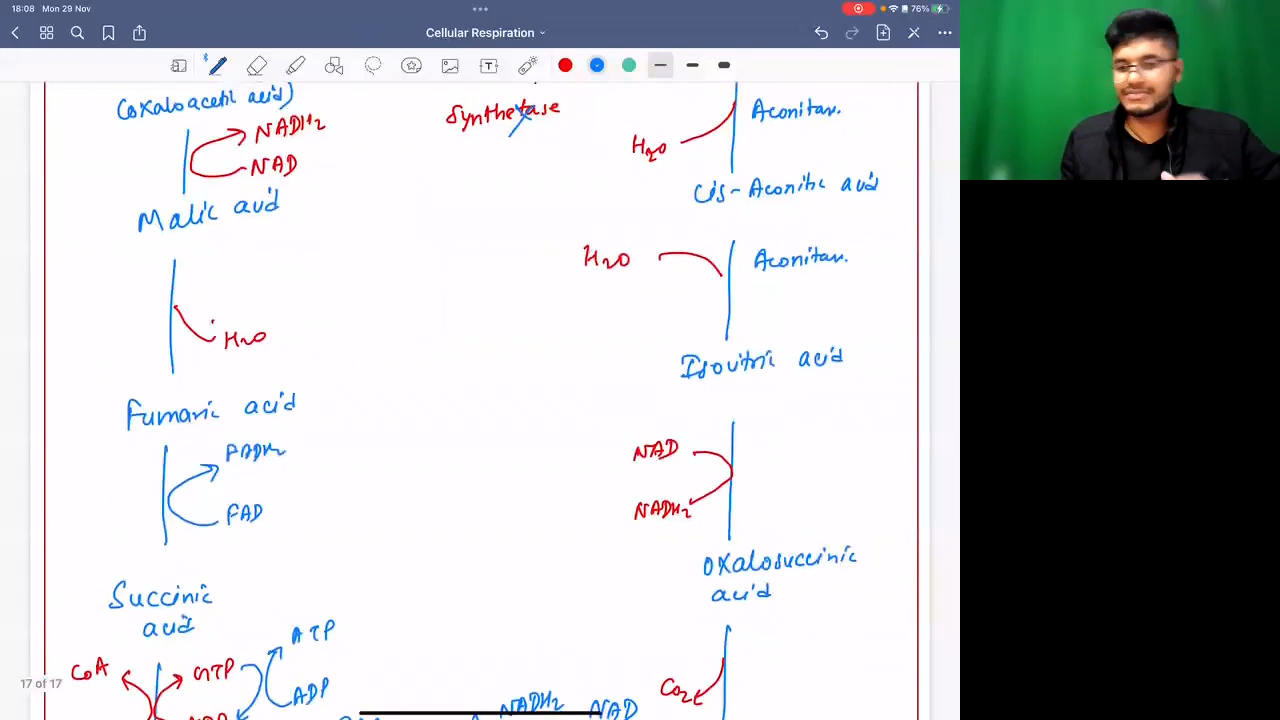 18:08 Mon 29 Nov
76%
Cellular Respiration
(oxaloacetic acid)
NADH2
NAD
Malic acid
H2O
Fumaric acid
FADH2
FAD
Succinic
acid
CoA
GTP
ATP
ADP
Synthetase
H2O
Aconitas.
Cis-Aconitic acid
H2O
Aconitas.
Isocitric acid
NAD
NADH2
Oxalosuccinic
acid
CO2
NADH2
NAD
17 of 17